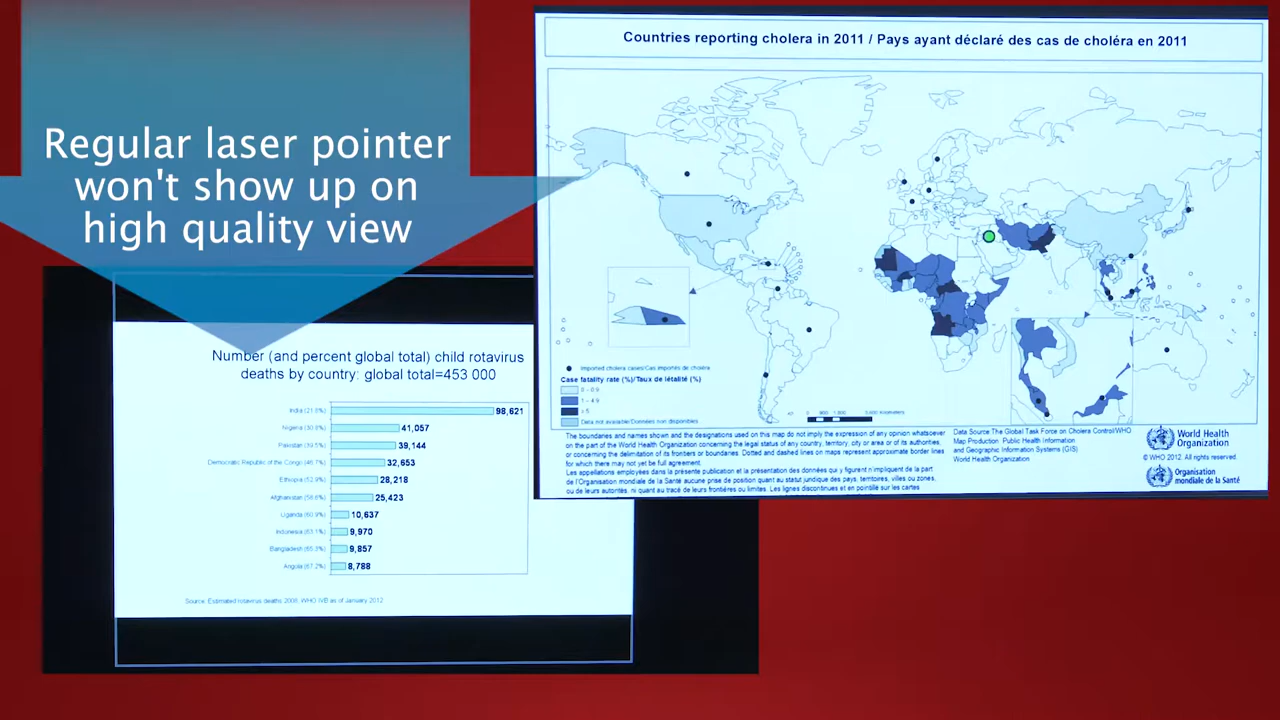 Regular laser pointer
won't show up on
high quality view
Countries reporting cholera in 2011 / Pays ayant déclaré des cas de choléra en 2011
Imported cholera cases/Cas importés de choléra
Case fatality rate (%)/Taux de létalité (%)
0 - 0.9
1 - 4.9
≥ 5
Data not available/Données non disponibles
The boundaries and names shown and the designations used on this map do not imply the expression of any opinion whatsoever
on the part of the World Health Organization concerning the legal status of any country, territory, city or area or of its authorities,
or concerning the delimitation of its frontiers or boundaries. Dotted and dashed lines on maps represent approximate border lines
for which there may not yet be full agreement.
Les appellations employées dans la présente publication et la présentation des données qui y figurent n'impliquent de la part
de l'Organisation mondiale de la Santé aucune prise de position quant au statut juridique des pays, territoires, villes ou zones,
ou de leurs autorités, ni quant au tracé de leurs frontières ou limites. Les lignes discontinues et en pointillé sur les cartes
Data Source The Global Task Force on Cholera Control/WHO
Map Production Public Health Information
and Geographic Information Systems (GIS)
World Health Organization
World Health
Organization
© WHO 2012. All rights reserved.
Organisation
mondiale de la Santé
Number (and percent global total) child rotavirus
deaths by country: global total=453 000
India (21.8%) 98,621
Nigeria (30.8%) 41,057
Pakistan (39.5%) 39,144
Democratic Republic of the Congo (46.7%) 32,653
Ethiopia (52.9%) 28,218
Afghanistan (58.6%) 25,423
Uganda (60.9%) 10,637
Indonesia (63.1%) 9,970
Bangladesh (65.3%) 9,857
Angola (67.2%) 8,788
Source: Estimated rotavirus deaths 2008, WHO IVB as of January 2012